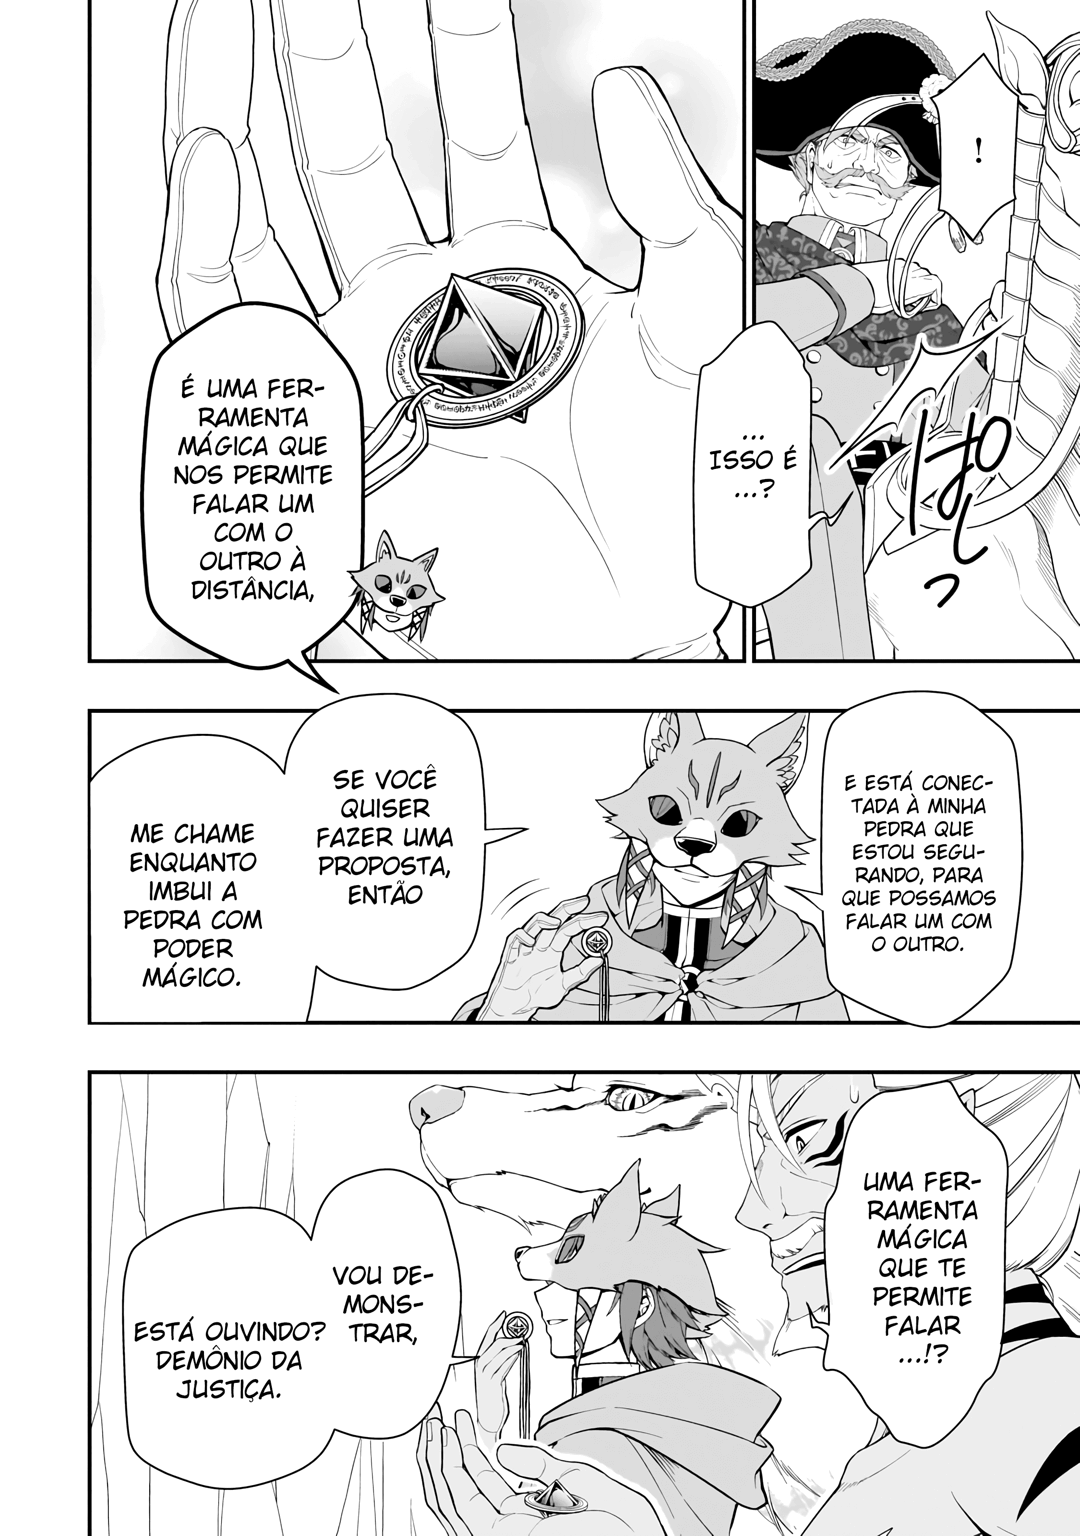 !
ぱしっ
...
ISSO É
...?
É UMA FER-
RAMENTA
MÁGICA QUE
NOS PERMITE
FALAR UM
COM O
OUTRO À
DISTÂNCIA,
E ESTÁ CONEC-
TADA À MINHA
PEDRA QUE
ESTOU SEGU-
RANDO, PARA
QUE POSSAMOS
FALAR UM COM
O OUTRO.
SE VOCÊ
QUISER
FAZER UMA
PROPOSTA,
ENTÃO
ME CHAME
ENQUANTO
IMBUI A
PEDRA COM
PODER
MÁGICO.
UMA FER-
RAMENTA
MÁGICA
QUE TE
PERMITE
FALAR
...!?
VOU DE-
MONS-
TRAR,
ESTÁ OUVINDO?
DEMÔNIO DA
JUSTIÇA.